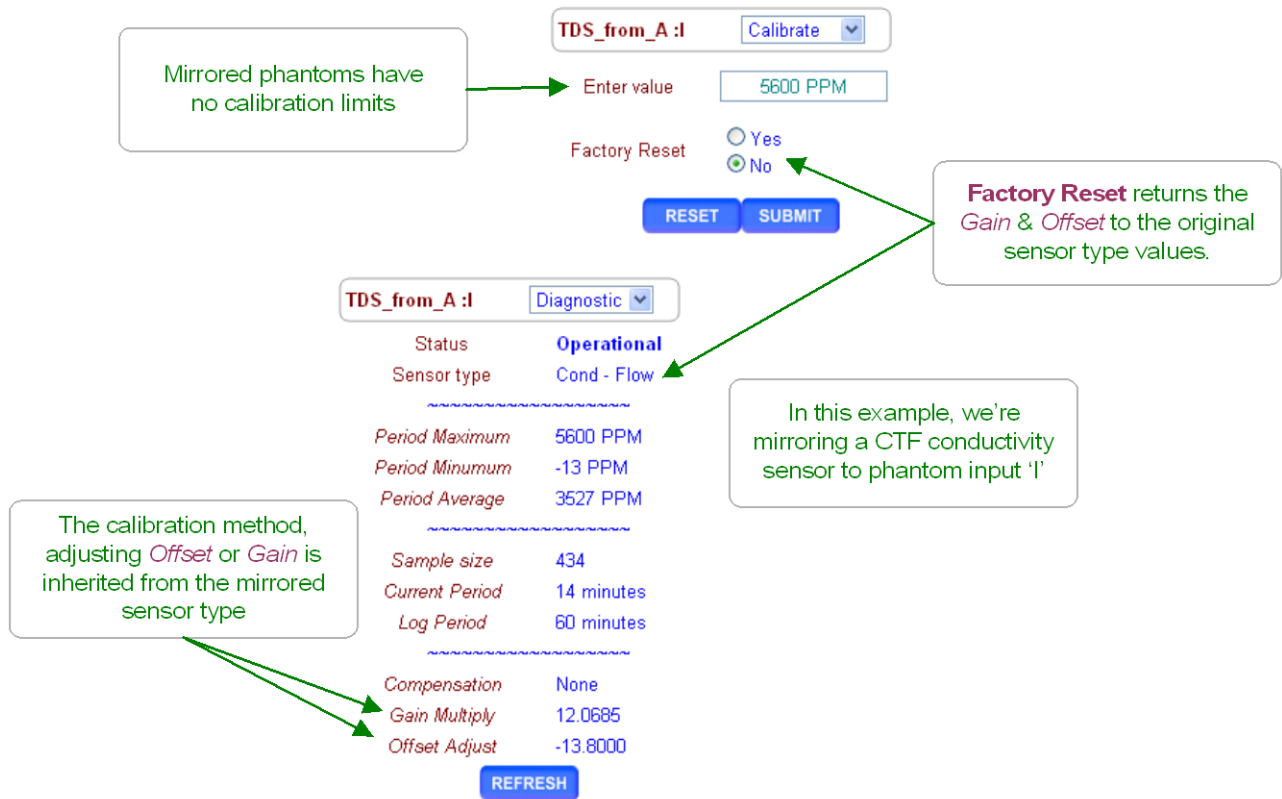 TDS_from_A :I Calibrate
Mirrored phantoms have
no calibration limits
Enter value 5600 PPM
Factory Reset Yes
No
RESET SUBMIT
Factory Reset returns the
Gain & Offset to the original
sensor type values.
TDS_from_A :I Diagnostic
Status Operational
Sensor type Cond - Flow
~~~~~~~~~~~~~~~~~~
Period Maximum 5600 PPM
Period Minumum -13 PPM
Period Average 3527 PPM
~~~~~~~~~~~~~~~~~~
In this example, we're
mirroring a CTF conductivity
sensor to phantom input ‘I’
The calibration method,
adjusting Offset or Gain is
inherited from the mirrored
sensor type
Sample size 434
Current Period 14 minutes
Log Period 60 minutes
~~~~~~~~~~~~~~~~~~
Compensation None
Gain Multiply 12.0685
Offset Adjust -13.8000
REFRESH